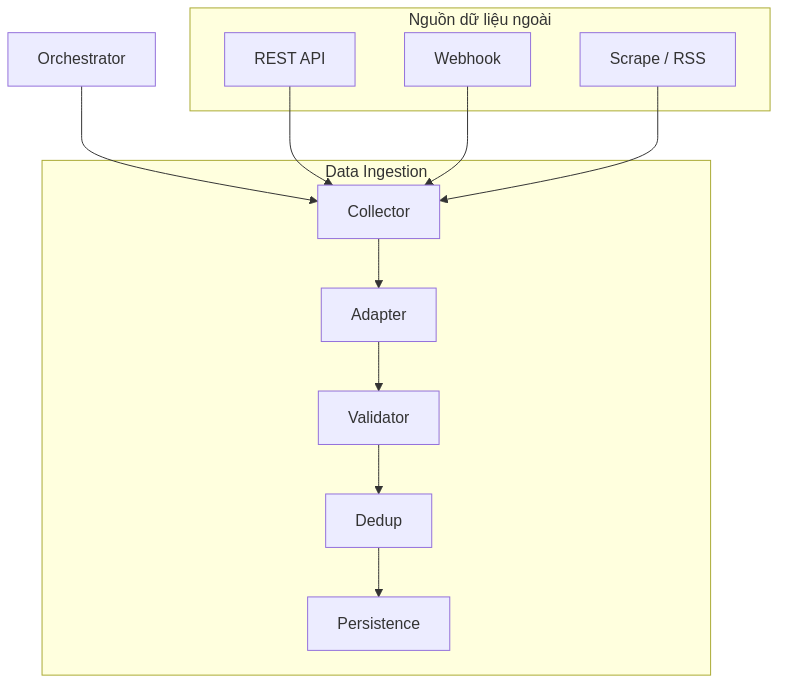 Nguồn dữ liệu ngoài
Orchestrator
REST API
Webhook
Scrape / RSS
Data Ingestion
Collector
Adapter
Validator
Dedup
Persistence